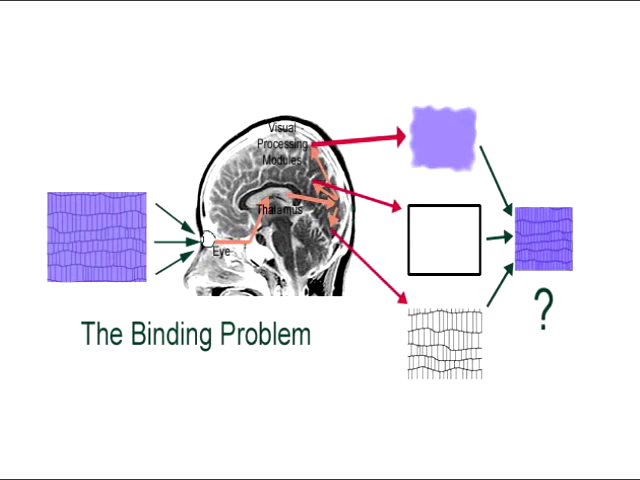 Visual
Processing
Modules
Thalamus
Eye
The Binding Problem
?